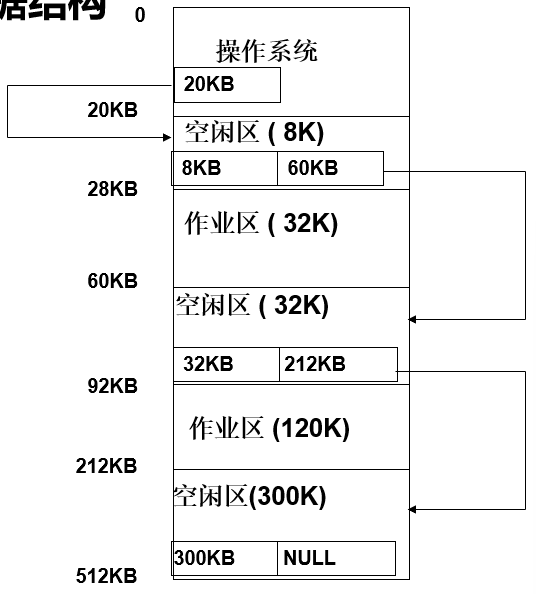 据结构
0
操作系统
20KB
20KB
空闲区 ( 8K)
8KB 60KB
28KB
作业区 ( 32K)
60KB
空闲区 ( 32K)
32KB 212KB
92KB
作业区 (120K)
212KB
空闲区(300K)
300KB NULL
512KB